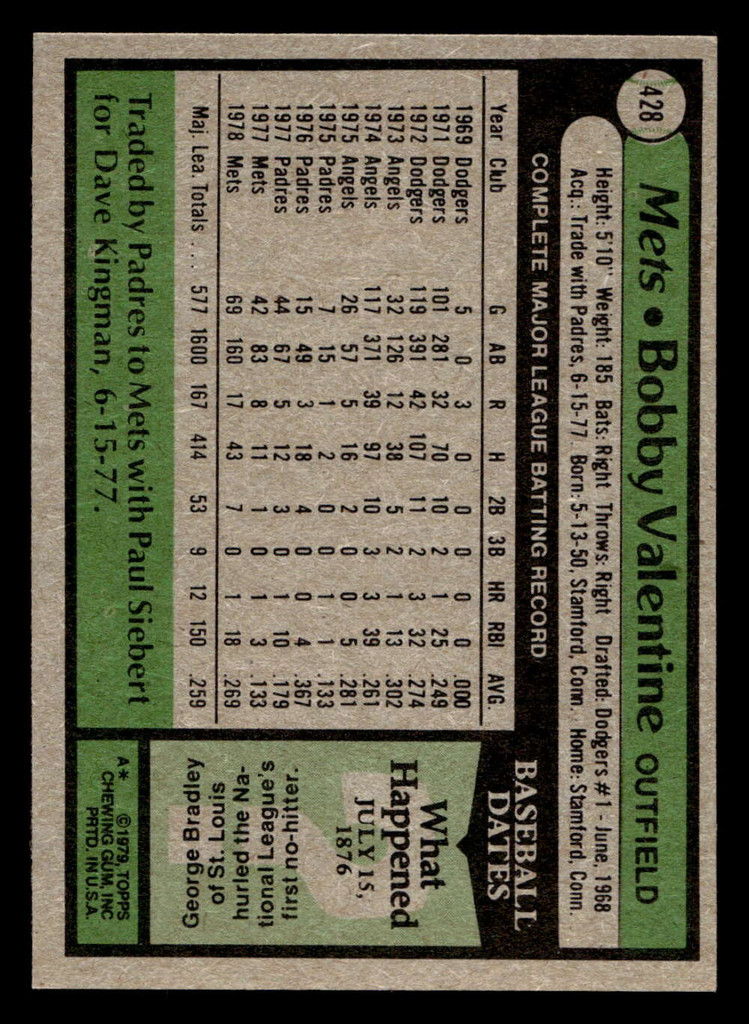 428
Mets • Bobby Valentine OUTFIELD
Height: 5'10" Weight: 185 Bats: Right Throws: Right Drafted: Dodgers #1 - June, 1968
Acq.: Trade with Padres, 6-15-77. Born: 5-13-50, Stamford, Conn. Home: Stamford, Conn.
COMPLETE MAJOR LEAGUE BATTING RECORD
Year Club G AB R H 2B 3B HR RBI AVG.
1969 Dodgers 5 0 3 0 0 0 0 0 .000
1971 Dodgers 101 281 32 70 10 2 1 25 .249
1972 Dodgers 119 391 42 107 11 2 3 32 .274
1973 Angels 32 126 12 38 5 2 1 13 .302
1974 Angels 117 371 39 97 10 3 3 39 .261
1975 Angels 26 57 5 16 2 0 0 5 .281
1975 Padres 7 15 1 2 0 0 1 1 .133
1976 Padres 15 49 3 18 4 0 0 4 .367
1977 Padres 44 67 5 12 3 0 1 10 .179
1977 Mets 42 83 8 11 1 0 1 3 .133
1978 Mets 69 160 17 43 7 0 1 18 .269
Maj. Lea. Totals . . . 577 1600 167 414 53 9 12 150 .259
Traded by Padres to Mets with Paul Siebert
for Dave Kingman, 6-15-77.
BASEBALL
DATES
What
Happened
JULY 15,
1876
George Bradley
of St. Louis
hurled the Na-
tional League's
first no-hitter.
A* ©1979, TOPPS
CHEWING GUM, INC
PRTD. IN U.S.A.